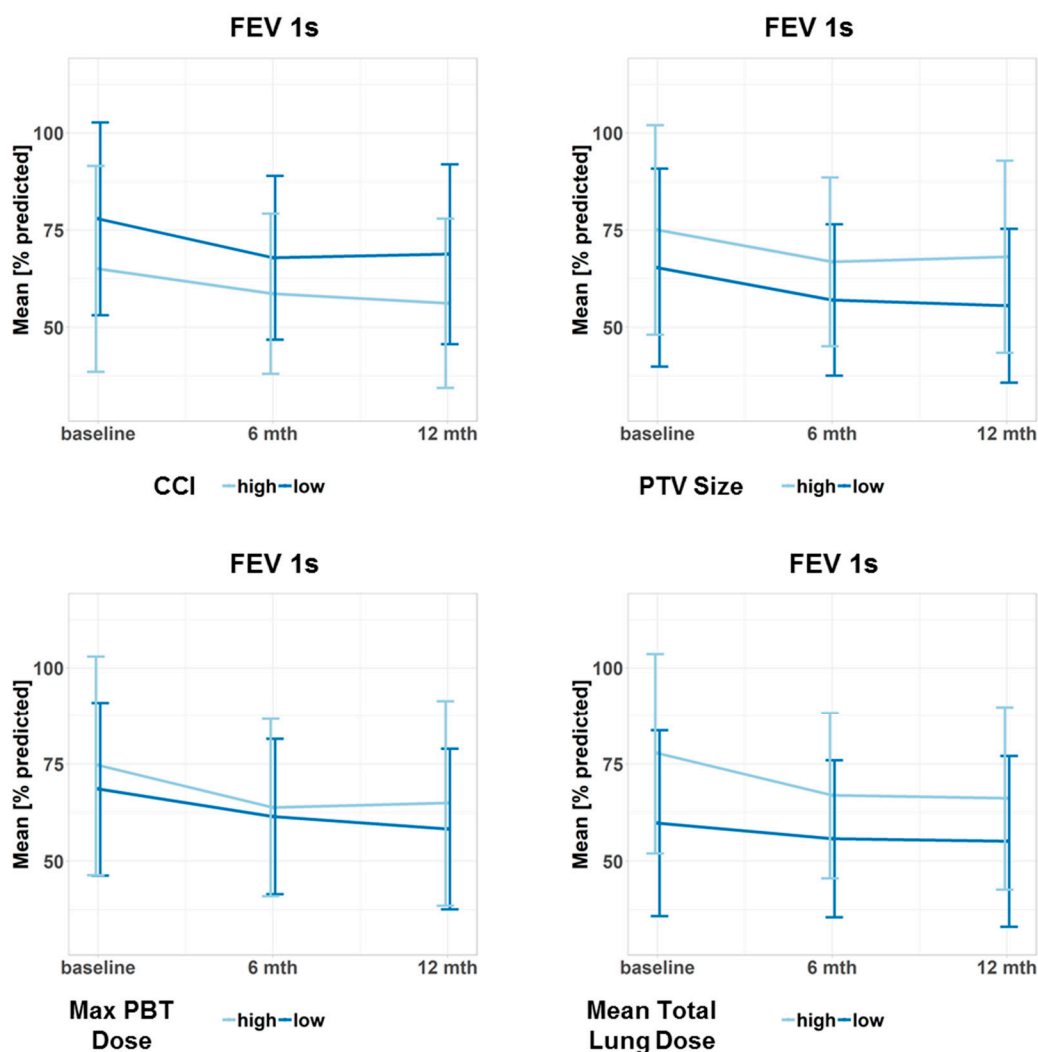 FEV 1s
Mean [% predicted]
100
75
50
baseline 6 mth 12 mth
CCI high low
FEV 1s
Mean [% predicted]
100
75
50
baseline 6 mth 12 mth
PTV Size high low
FEV 1s
Mean [% predicted]
100
75
50
baseline 6 mth 12 mth
Max PBT
Dose
high low
FEV 1s
Mean [% predicted]
100
75
50
baseline 6 mth 12 mth
Mean Total
Lung Dose
high low